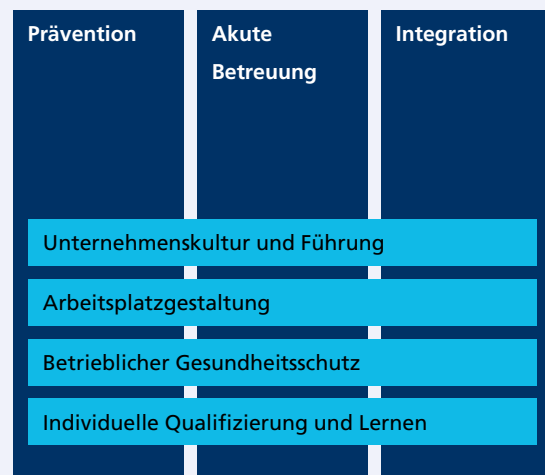 Prävention
Akute
Betreuung
Integration
Unternehmenskultur und Führung
Arbeitsplatzgestaltung
Betrieblicher Gesundheitsschutz
Individuelle Qualifizierung und Lernen